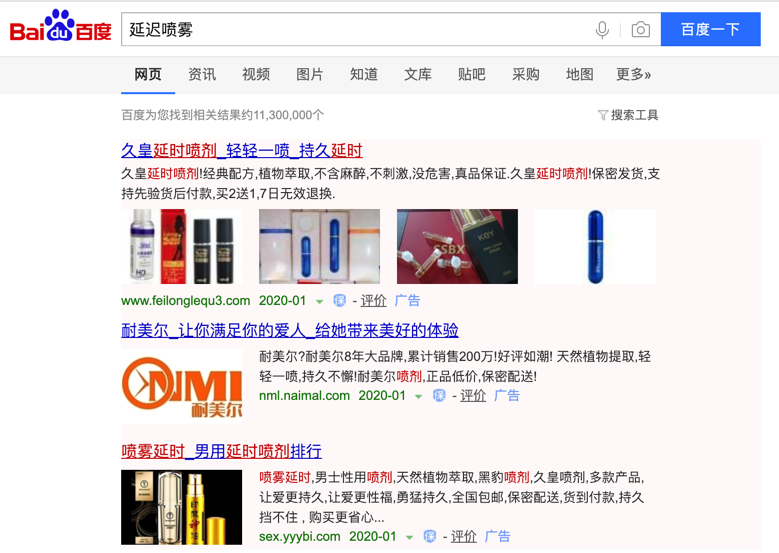 Bai du 百度
延迟喷雾
百度一下
网页 资讯 视频 图片 知道 文库 贴吧 采购 地图 更多»
百度为您找到相关结果约11,300,000个
搜索工具
久皇延时喷剂_轻轻一喷_持久延时
久皇延时喷剂!经典配方,植物萃取,不含麻醉,不刺激,没危害,真品保证.久皇延时喷剂!保密发货,支
持先验货后付款,买2送1,7日无效退换.
KEY
SSBX
www.feilonglequ3.com 2020-01 保 - 评价 广告
耐美尔_让你满足你的爱人_给她带来美好的体验
NMI
耐美尔
耐美尔?耐美尔8年大品牌,累计销售200万!好评如潮! 天然植物提取,轻
轻一喷,持久不懈!耐美尔喷剂,正品低价,保密配送!
nml.naimal.com 2020-01 保 - 评价 广告
喷雾延时_男用延时喷剂排行
喷雾延时,男士性用喷剂,天然植物萃取,黑豹喷剂,久皇喷剂,多款产品,
让爱更持久,让爱更性福,勇猛持久,全国包邮,保密配送,货到付款,持久
挡不住 , 购买更省心...
sex.yyybi.com 2020-01 保 - 评价 广告